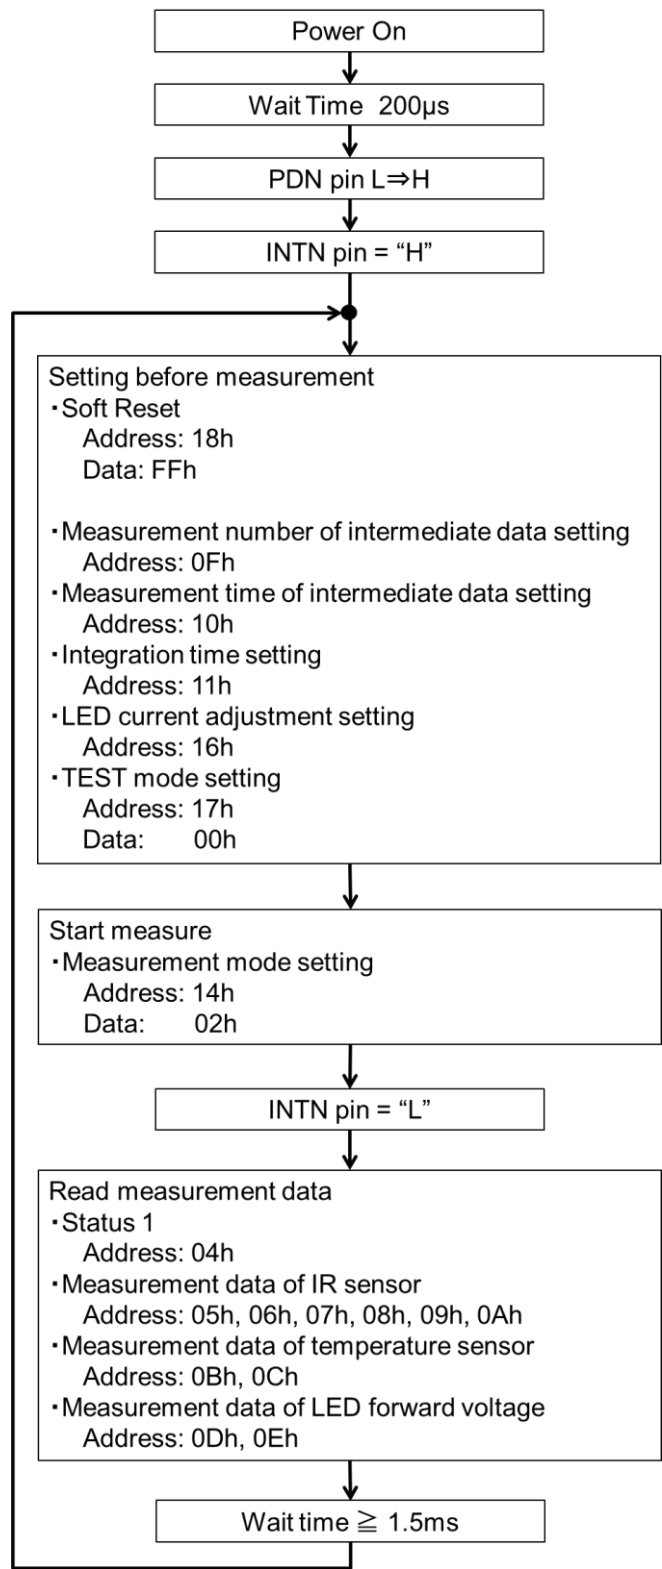 Power On
Wait Time  200µs
PDN pin L⇒H
INTN pin = “H”
Setting before measurement
・Soft Reset
Address: 18h
Data: FFh
・Measurement number of intermediate data setting
Address: 0Fh
・Measurement time of intermediate data setting
Address: 10h
・Integration time setting
Address: 11h
・LED current adjustment setting
Address: 16h
・TEST mode setting
Address: 17h
Data:       00h
Start measure
・Measurement mode setting
Address: 14h
Data:       02h
INTN pin = “L”
Read measurement data
・Status 1
Address: 04h
・Measurement data of IR sensor
Address: 05h, 06h, 07h, 08h, 09h, 0Ah
・Measurement data of temperature sensor
Address: 0Bh, 0Ch
・Measurement data of LED forward voltage
Address: 0Dh, 0Eh
Wait time ≧ 1.5ms